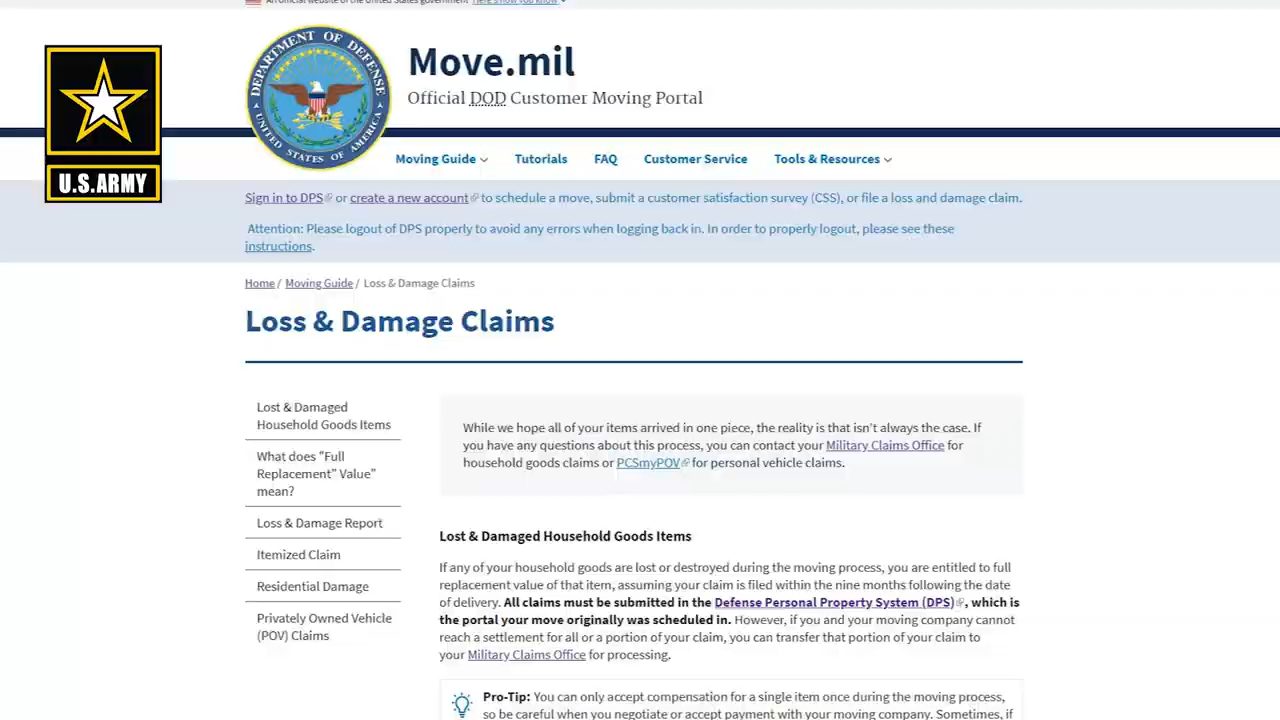 An official website of the United States government Here's how you know
DEPARTMENT OF DEFENSE
UNITED STATES OF AMERICA
Move.mil
Official DOD Customer Moving Portal
U.S.ARMY
Moving Guide Tutorials FAQ Customer Service Tools & Resources
Sign in to DPS or create a new account to schedule a move, submit a customer satisfaction survey (CSS), or file a loss and damage claim.
Attention: Please logout of DPS properly to avoid any errors when logging back in. In order to properly logout, please see these
instructions.
Home / Moving Guide / Loss & Damage Claims
Loss & Damage Claims
Lost & Damaged
Household Goods Items
What does “Full
Replacement” Value”
mean?
Loss & Damage Report
Itemized Claim
Residential Damage
Privately Owned Vehicle
(POV) Claims
While we hope all of your items arrived in one piece, the reality is that isn’t always the case. If
you have any questions about this process, you can contact your Military Claims Office for
household goods claims or PCSmyPOV for personal vehicle claims.
Lost & Damaged Household Goods Items
If any of your household goods are lost or destroyed during the moving process, you are entitled to full
replacement value of that item, assuming your claim is filed within the nine months following the date
of delivery. All claims must be submitted in the Defense Personal Property System (DPS), which is
the portal your move originally was scheduled in. However, if you and your moving company cannot
reach a settlement for all or a portion of your claim, you can transfer that portion of your claim to
your Military Claims Office for processing.
Pro-Tip: You can only accept compensation for a single item once during the moving process,
so be careful when you negotiate or accept payment with your moving company. Sometimes, if